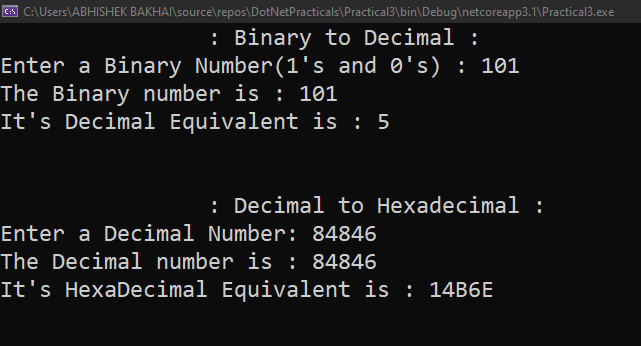 C:\Users\ABHISHEK BAKHAI\source\repos\DotNetPracticals\Practical3\bin\Debug\netcoreapp3.1\Practical3.exe
: Binary to Decimal :
Enter a Binary Number(1's and 0's) : 101
The Binary number is : 101
It's Decimal Equivalent is : 5
: Decimal to Hexadecimal :
Enter a Decimal Number: 84846
The Decimal number is : 84846
It's HexaDecimal Equivalent is : 14B6E